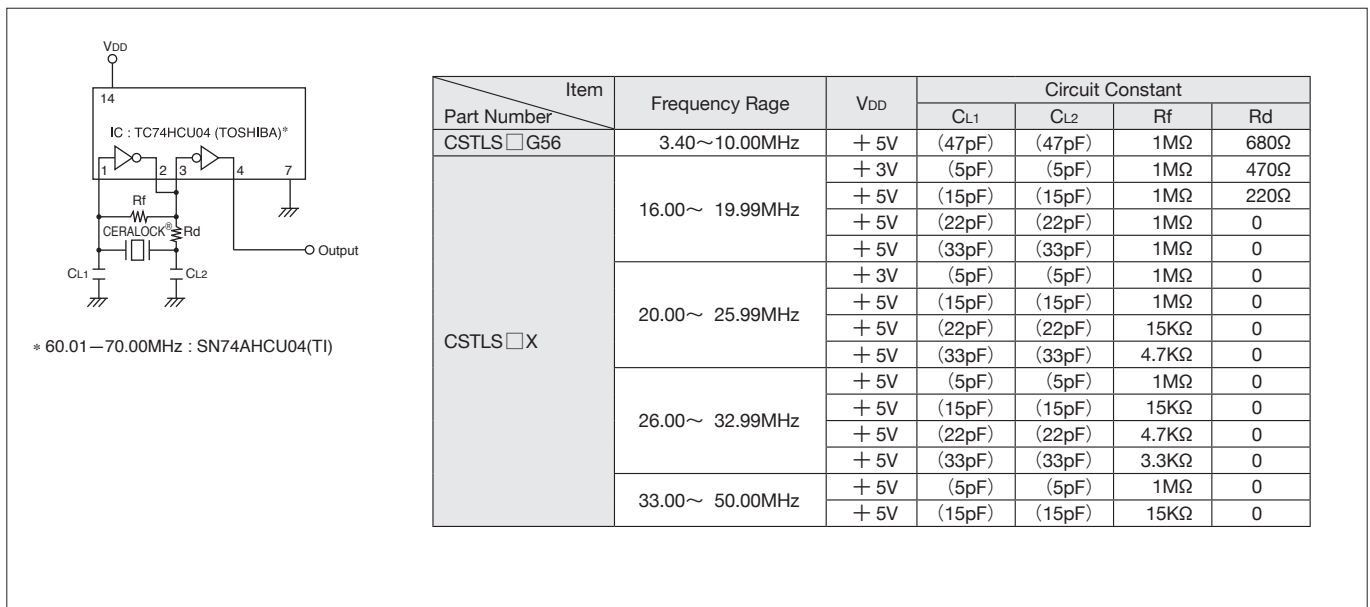 VDD
14
IC : TC74HCU04 (TOSHIBA)*
1 2 3 4 7
Rf
CERALOCK® Rd
Output
CL1 CL2
* 60.01—70.00MHz : SN74AHCU04(TI)
Item
Part Number
Frequency Rage
VDD
Circuit Constant
CL1 CL2 Rf Rd
CSTLS□G56 3.40～10.00MHz ＋5V (47pF) (47pF) 1MΩ 680Ω
CSTLS□X
16.00～ 19.99MHz
＋3V (5pF) (5pF) 1MΩ 470Ω
＋5V (15pF) (15pF) 1MΩ 220Ω
＋5V (22pF) (22pF) 1MΩ 0
＋5V (33pF) (33pF) 1MΩ 0
20.00～ 25.99MHz
＋3V (5pF) (5pF) 1MΩ 0
＋5V (15pF) (15pF) 1MΩ 0
＋5V (22pF) (22pF) 15KΩ 0
＋5V (33pF) (33pF) 4.7KΩ 0
26.00～ 32.99MHz
＋5V (5pF) (5pF) 1MΩ 0
＋5V (15pF) (15pF) 15KΩ 0
＋5V (22pF) (22pF) 4.7KΩ 0
＋5V (33pF) (33pF) 3.3KΩ 0
33.00～ 50.00MHz
＋5V (5pF) (5pF) 1MΩ 0
＋5V (15pF) (15pF) 15KΩ 0